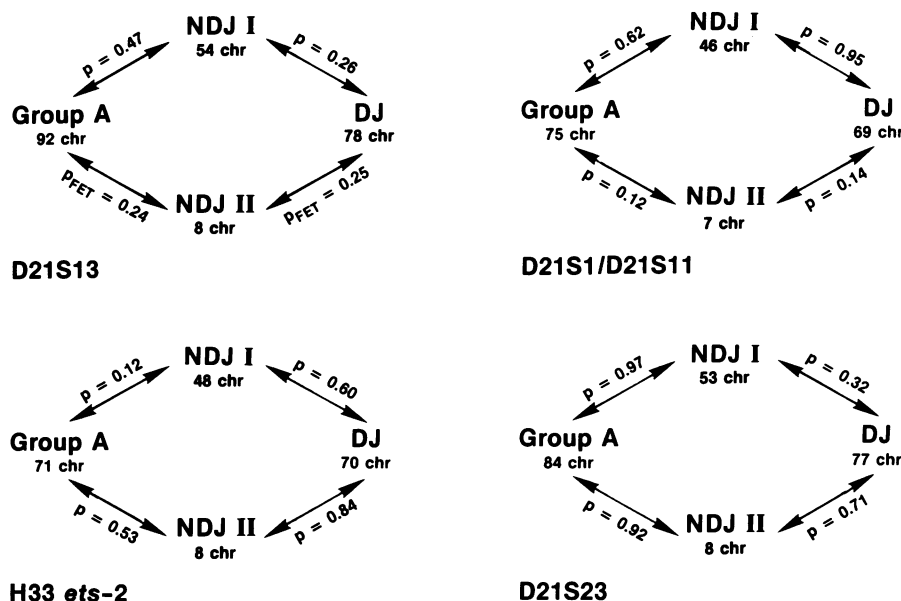 NDJ I
54 chr
p = 0.47
p = 0.26
Group A
92 chr
DJ
78 chr
pFET = 0.24
pFET = 0.25
NDJ II
8 chr
D21S13
NDJ I
46 chr
p = 0.62
p = 0.95
Group A
75 chr
DJ
69 chr
p = 0.12
p = 0.14
NDJ II
7 chr
D21S1/D21S11
NDJ I
48 chr
p = 0.12
p = 0.60
Group A
71 chr
DJ
70 chr
p = 0.53
p = 0.84
NDJ II
8 chr
H33 ets-2
NDJ I
53 chr
p = 0.97
p = 0.32
Group A
84 chr
DJ
77 chr
p = 0.92
p = 0.71
NDJ II
8 chr
D21S23